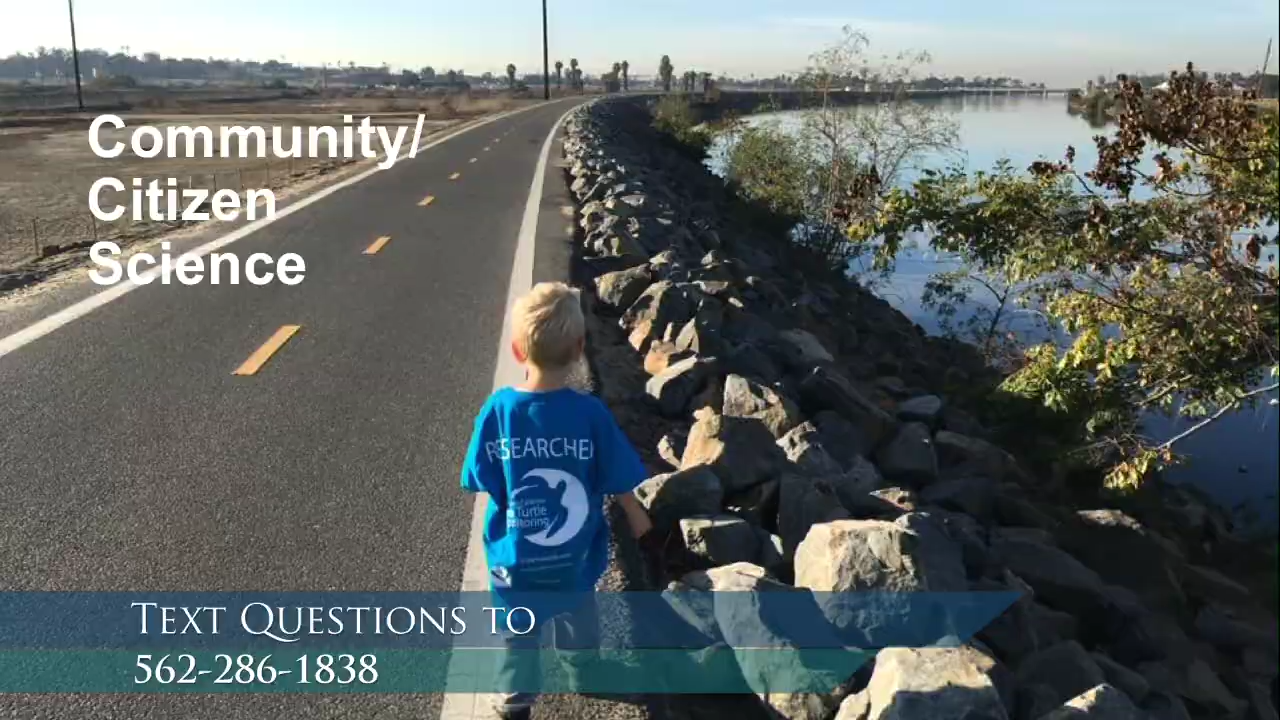 Community/
Citizen
Science
RESEARCHER
Turtle
Text Questions to
562-286-1838